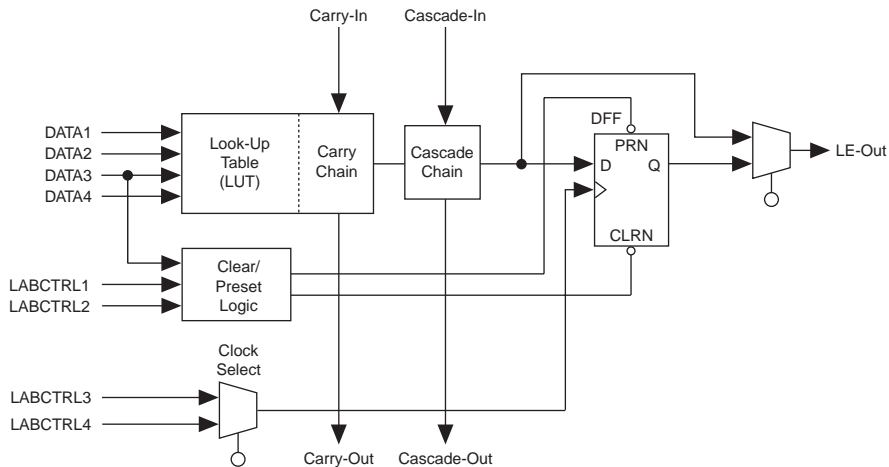 Carry-In
Cascade-In
DATA1
DATA2
DATA3
DATA4
Look-Up
Table
(LUT)
Carry
Chain
Cascade
Chain
DFF
PRN
D
Q
CLRN
LE-Out
LABCTRL1
LABCTRL2
Clear/
Preset
Logic
Clock
Select
LABCTRL3
LABCTRL4
Carry-Out
Cascade-Out